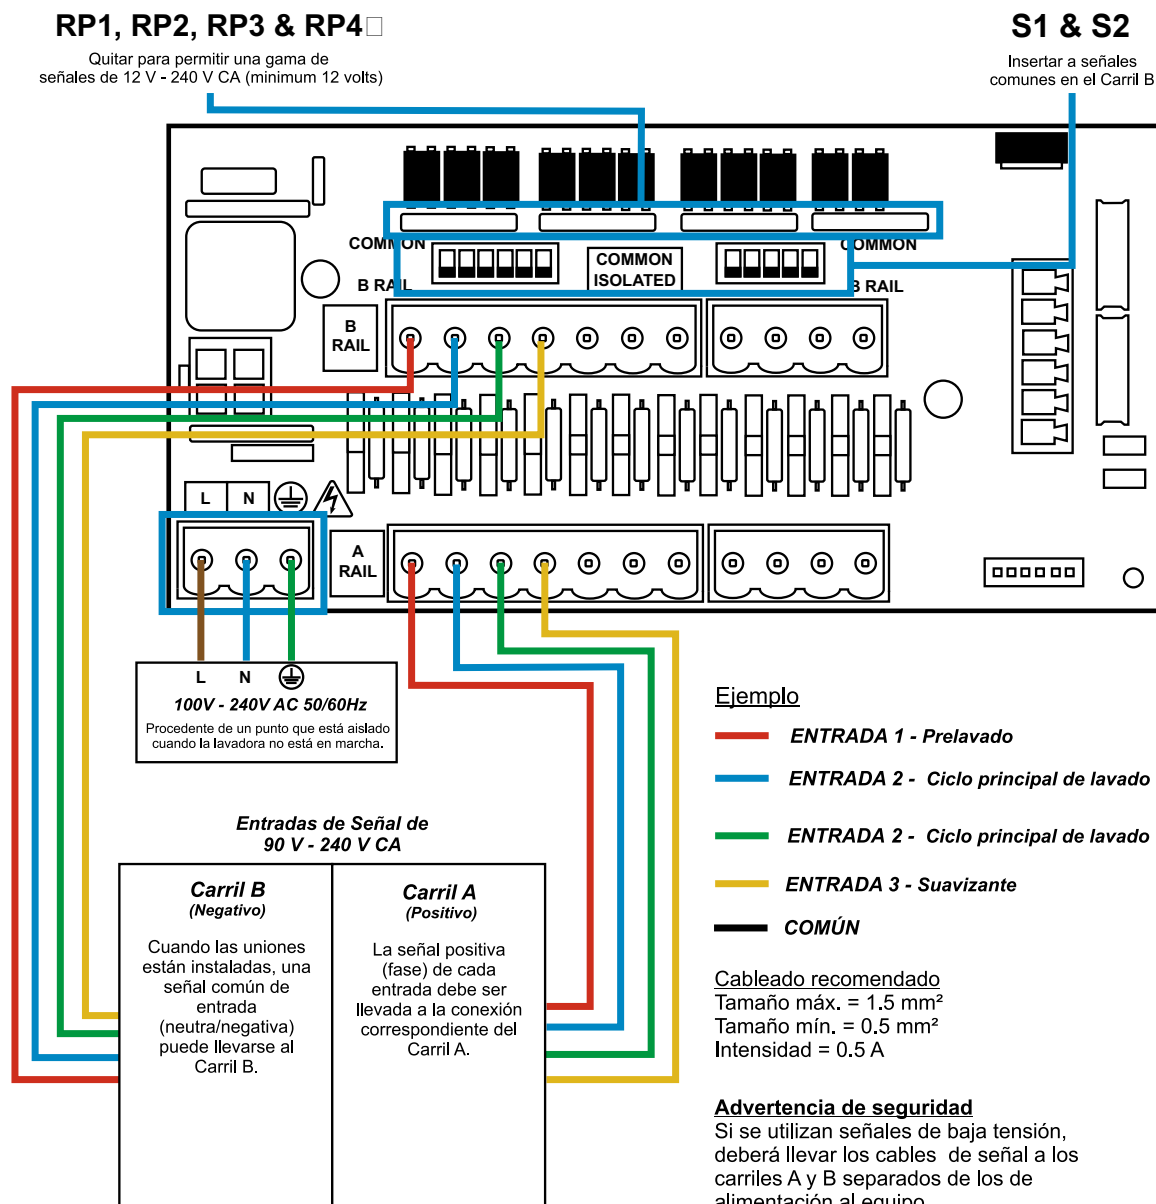 RP1, RP2, RP3 & RP4
Quitar para permitir una gama de
señales de 12 V - 240 V CA (minimum 12 volts)
S1 & S2
Insertar a señales
comunes en el Carril B
COMMON
B RAIL
COMMON
ISOLATED
COMMON
B RAIL
B
RAIL
L
N
A
RAIL
L
N
100V - 240V AC 50/60Hz
Procedente de un punto que está aislado
cuando la lavadora no está en marcha.
Entradas de Señal de
90 V - 240 V CA
Carril B
(Negativo)
Cuando las uniones
están instaladas, una
señal común de
entrada
(neutra/negativa)
puede llevarse al
Carril B.
Carril A
(Positivo)
La señal positiva
(fase) de cada
entrada debe ser
llevada a la conexión
correspondiente del
Carril A.
Ejemplo
ENTRADA 1 - Prelavado
ENTRADA 2 - Ciclo principal de lavado
ENTRADA 2 - Ciclo principal de lavado
ENTRADA 3 - Suavizante
COMÚN
Cableado recomendado
Tamaño máx. = 1.5 mm²
Tamaño mín. = 0.5 mm²
Intensidad = 0.5 A
Advertencia de seguridad
Si se utilizan señales de baja tensión,
deberá llevar los cables de señal a los
carriles A y B separados de los de
alimentación al equipo